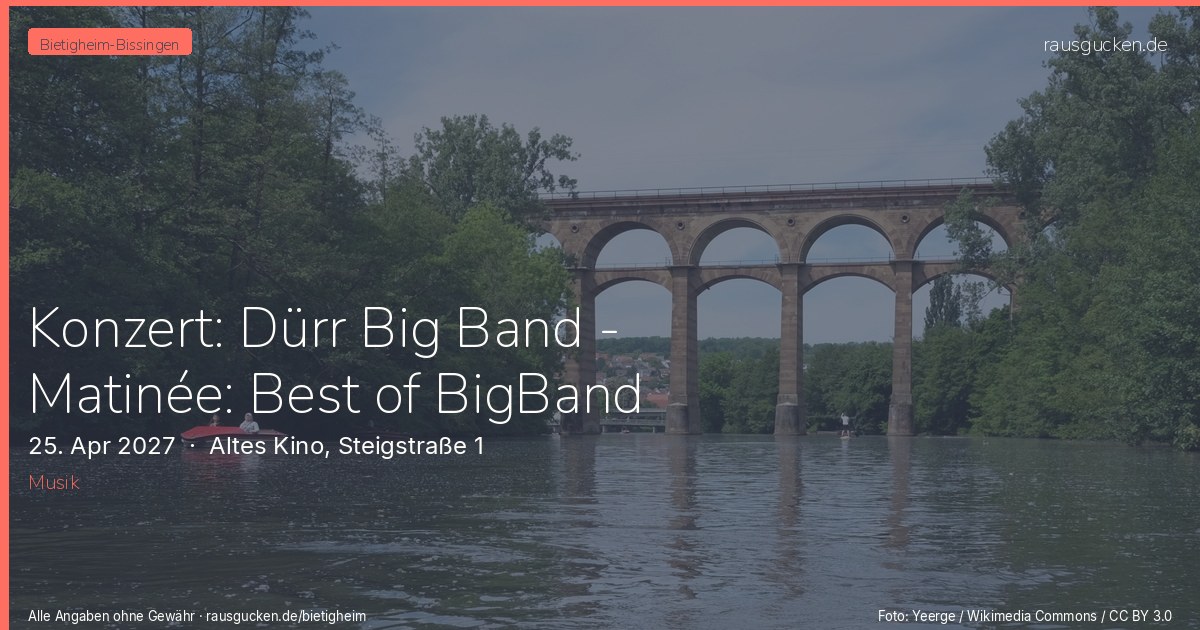 Bietigheim-Bissingen
rausgucken.de
Konzert: Dürr Big Band -
Matinée: Best of BigBand
25. Apr 2027 · Altes Kino, Steigstraße 1
Musik
Alle Angaben ohne Gewähr · rausgucken.de/bietigheim
Foto: Yeerge / Wikimedia Commons / CC BY 3.0